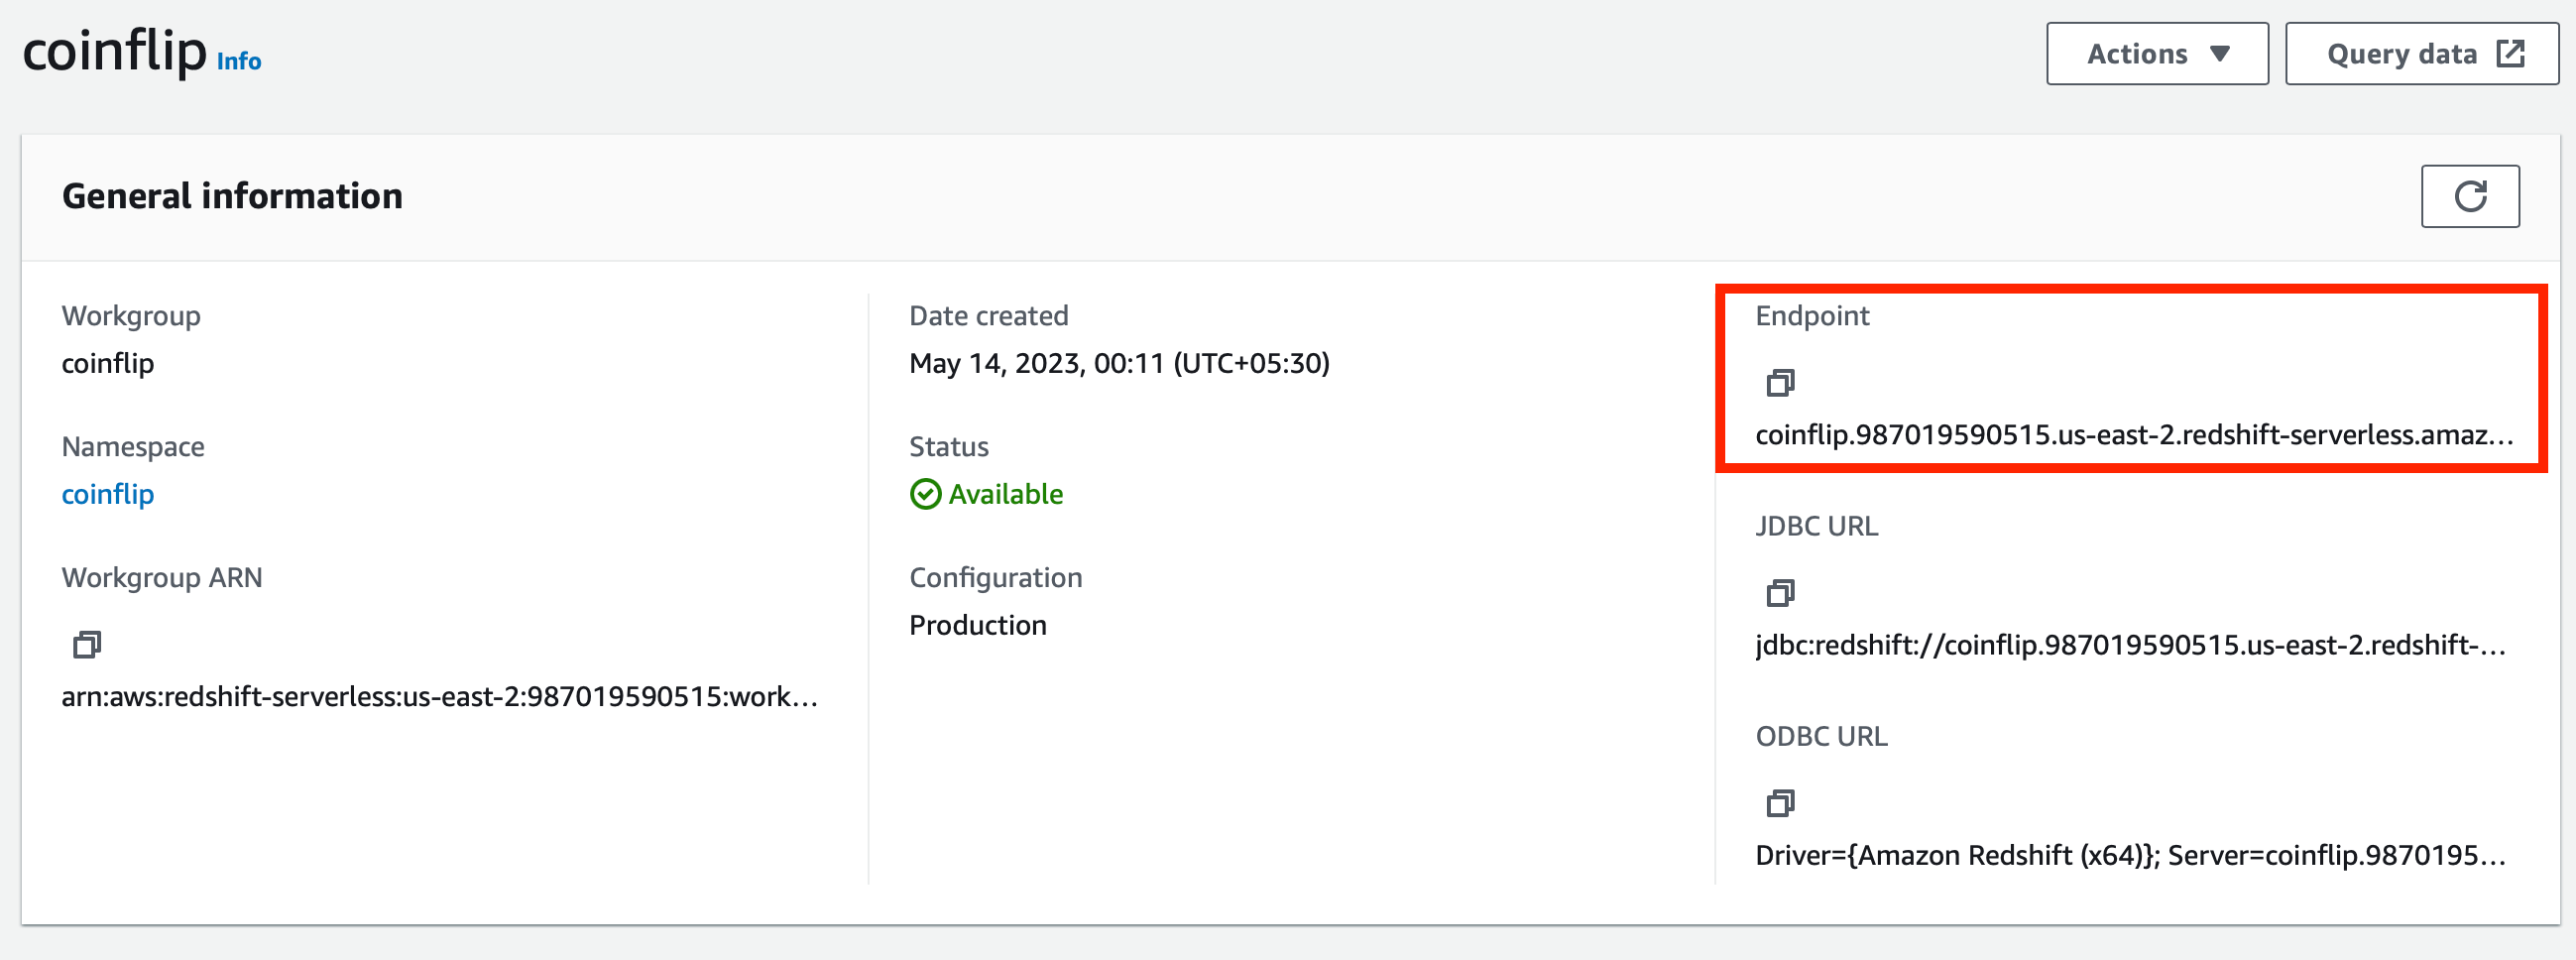 coinflip Info
Actions
Query data
General information
Workgroup
coinflip
Namespace
coinflip
Workgroup ARN
arn:aws:redshift-serverless:us-east-2:987019590515:work...
Date created
May 14, 2023, 00:11 (UTC+05:30)
Status
Available
Configuration
Production
Endpoint
coinflip.987019590515.us-east-2.redshift-serverless.amaz...
JDBC URL
jdbc:redshift://coinflip.987019590515.us-east-2.redshift-...
ODBC URL
Driver={Amazon Redshift (x64)}; Server=coinflip.9870195...